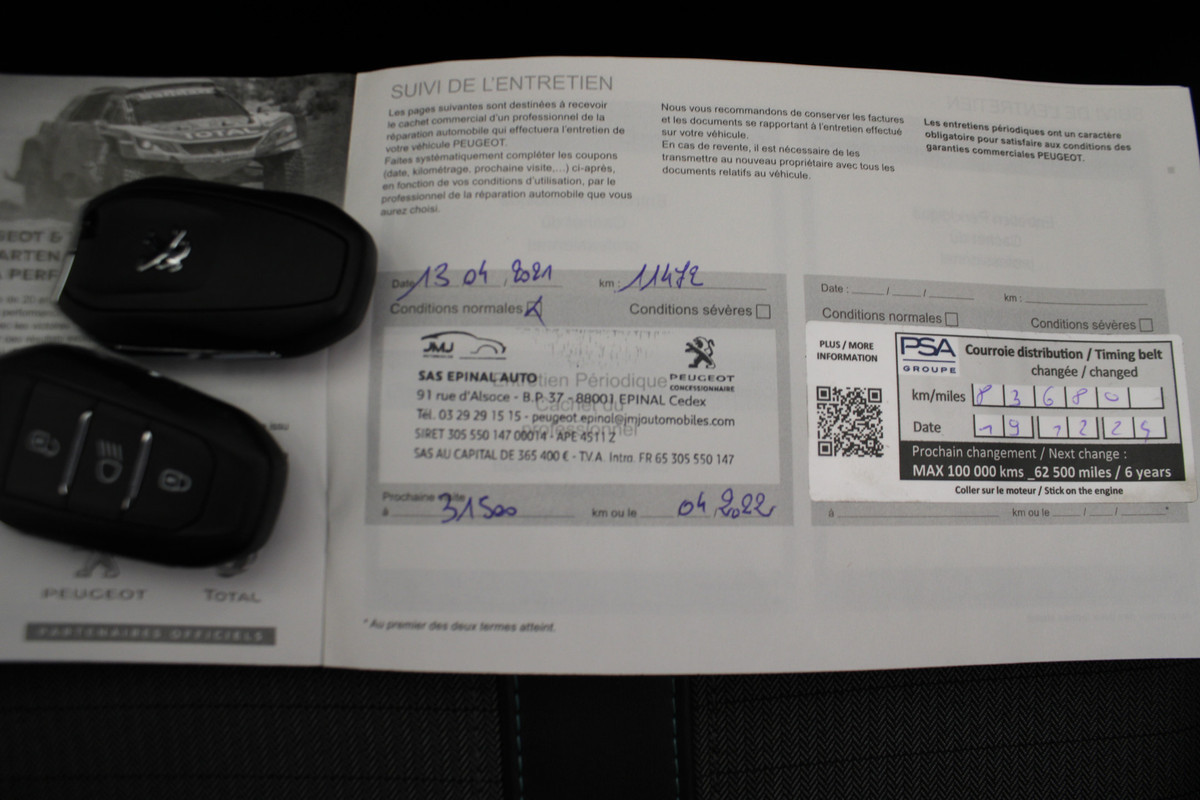 TOTAL
PEUGEOT
TOTAL
PARTENAIRES OFFICIELS
SUIVI DE L'ENTRETIEN
Les pages suivantes sont destinées à recevoir
le cachet commercial d'un professionnel de la
réparation automobile qui effectuera l'entretien de
votre véhicule PEUGEOT.
Faites systématiquement compléter les coupons
(date, kilométrage, prochaine visite,...) ci-après,
en fonction de vos conditions d'utilisation, par le
professionnel de la réparation automobile que vous
aurez choisi.
Nous vous recommandons de conserver les factures
et les documents se rapportant à l'entretien effectué
sur votre véhicule.
En cas de revente, il est nécessaire de les
transmettre au nouveau propriétaire avec tous les
documents relatifs au véhicule.
Les entretiens périodiques ont un caractère
obligatoire pour satisfaire aux conditions des
garanties commerciales PEUGEOT.
Date 13 04 2021 km : 11472
Conditions normales Conditions sévères
JMJ
PEUGEOT
CONCESSIONNAIRE
Entretien Périodique
Cachet du
professionnel
SAS EPINAL AUTO
91 rue d'Alsace - B.P. 37 - 88001 EPINAL Cedex
Tél. 03 29 29 15 15 - peugeot.epinal@jmjautomobiles.com
SIRET 305 550 147 00014 - APE 4511 Z
SAS AU CAPITAL DE 365 400 € - T.V.A. Intra. FR 65 305 550 147
Prochaine visite
à 31500 km ou le 04 2022
* Au premier des deux termes atteint.
Date : / / km :
Conditions normales Conditions sévères
PLUS / MORE
INFORMATION
PSA
GROUPE
Courroie distribution / Timing belt
changée / changed
km/miles 83680
Date 19 12 24
Prochain changement / Next change :
MAX 100 000 kms _62 500 miles / 6 years
Coller sur le moteur / Stick on the engine
à km ou le / / *